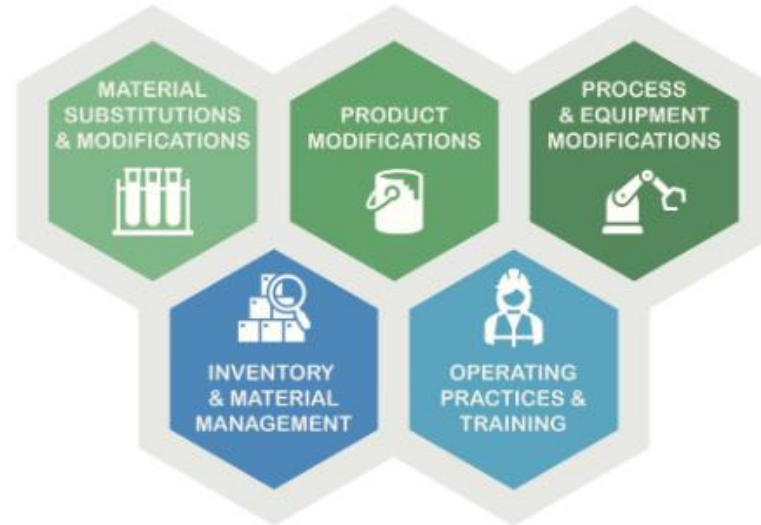 MATERIAL
SUBSTITUTIONS
& MODIFICATIONS
PRODUCT
MODIFICATIONS
PROCESS
& EQUIPMENT
MODIFICATIONS
INVENTORY
& MATERIAL
MANAGEMENT
OPERATING
PRACTICES &
TRAINING